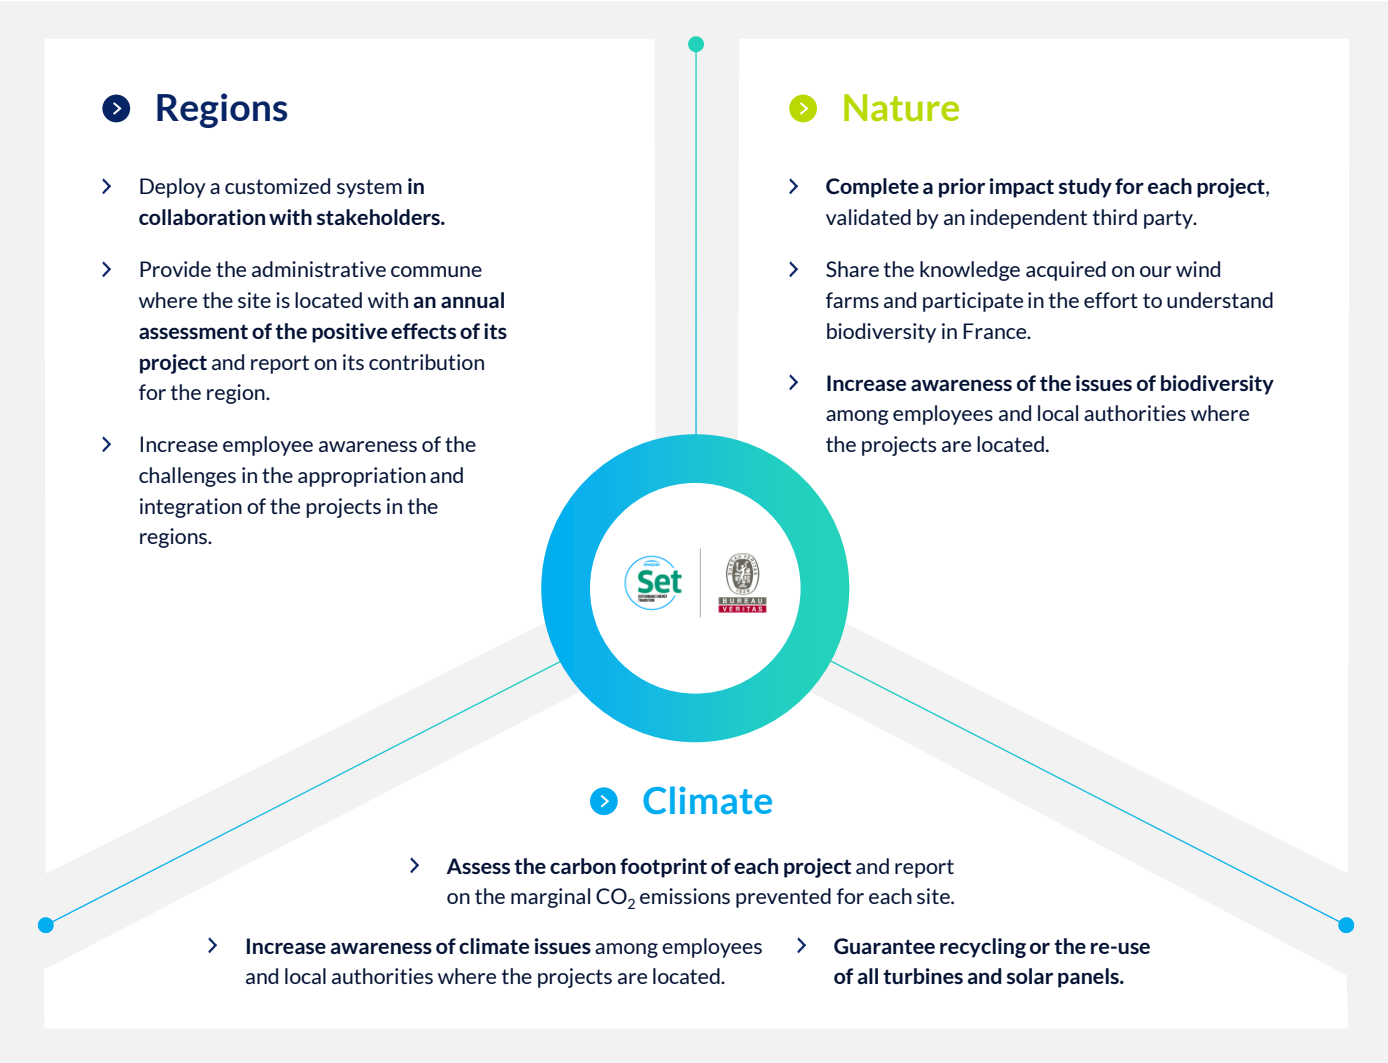 Regions
Deploy a customized system in
collaboration with stakeholders.
Provide the administrative commune
where the site is located with an annual
assessment of the positive effects of its
project and report on its contribution
for the region.
Increase employee awareness of the
challenges in the appropriation and
integration of the projects in the
regions.
Nature
Complete a prior impact study for each project,
validated by an independent third party.
Share the knowledge acquired on our wind
farms and participate in the effort to understand
biodiversity in France.
Increase awareness of the issues of biodiversity
among employees and local authorities where
the projects are located.
Set
SUSTAINABLE ENERGY
TRANSITION
BUREAU VERITAS
1828
BUREAU
VERITAS
Climate
Assess the carbon footprint of each project and report
on the marginal CO₂ emissions prevented for each site.
Increase awareness of climate issues among employees
and local authorities where the projects are located.
Guarantee recycling or the re-use
of all turbines and solar panels.